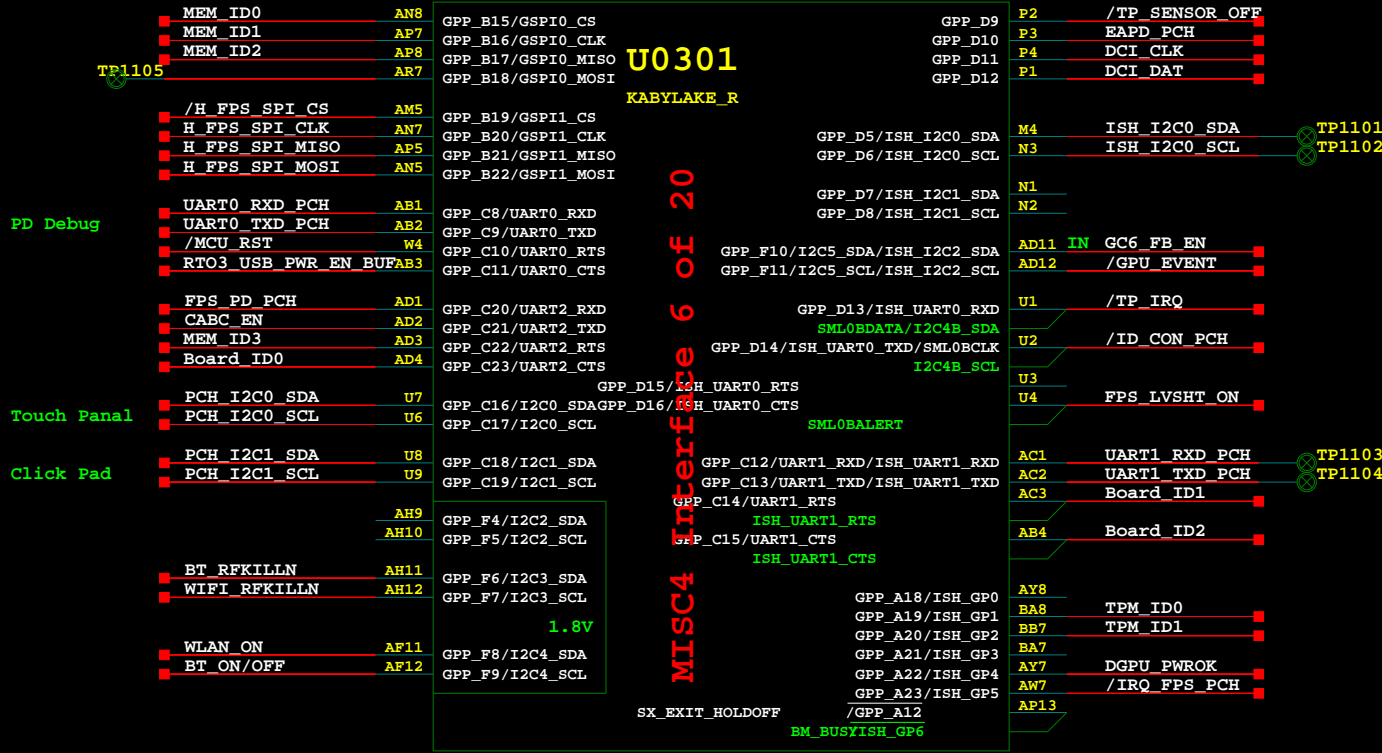 MEM_ID0 AN8 GPP_B15/GSPI0_CS
MEM_ID1 AP7 GPP_B16/GSPI0_CLK
MEM_ID2 AP8 GPP_B17/GSPI0_MISO
TP1105 AR7 GPP_B18/GSPI0_MOSI
/H_FPS_SPI_CS AM5 GPP_B19/GSPI1_CS
H_FPS_SPI_CLK AN7 GPP_B20/GSPI1_CLK
H_FPS_SPI_MISO AP5 GPP_B21/GSPI1_MISO
H_FPS_SPI_MOSI AN5 GPP_B22/GSPI1_MOSI
PD Debug
UART0_RXD_PCH AB1 GPP_C8/UART0_RXD
UART0_TXD_PCH AB2 GPP_C9/UART0_TXD
/MCU_RST W4 GPP_C10/UART0_RTS
RTO3_USB_PWR_EN_BUF AB3 GPP_C11/UART0_CTS
FPS_PD_PCH AD1 GPP_C20/UART2_RXD
CABC_EN AD2 GPP_C21/UART2_TXD
MEM_ID3 AD3 GPP_C22/UART2_RTS
Board_ID0 AD4 GPP_C23/UART2_CTS
Touch Panal
PCH_I2C0_SDA U7 GPP_C16/I2C0_SDA
PCH_I2C0_SCL U6 GPP_C17/I2C0_SCL
Click Pad
PCH_I2C1_SDA U8 GPP_C18/I2C1_SDA
PCH_I2C1_SCL U9 GPP_C19/I2C1_SCL
AH9 GPP_F4/I2C2_SDA
AH10 GPP_F5/I2C2_SCL
BT_RFKILLN AH11 GPP_F6/I2C3_SDA
WIFI_RFKILLN AH12 GPP_F7/I2C3_SCL
1.8V
WLAN_ON AF11 GPP_F8/I2C4_SDA
BT_ON/OFF AF12 GPP_F9/I2C4_SCL
U0301
KABYLAKE_R
MISC4 Interface 6 of 20
GPP_D9 P2 /TP_SENSOR_OFF
GPP_D10 P3 EAPD_PCH
GPP_D11 P4 DCI_CLK
GPP_D12 P1 DCI_DAT
GPP_D5/ISH_I2C0_SDA M4 ISH_I2C0_SDA TP1101
GPP_D6/ISH_I2C0_SCL N3 ISH_I2C0_SCL TP1102
GPP_D7/ISH_I2C1_SDA N1
GPP_D8/ISH_I2C1_SCL N2
GPP_F10/I2C5_SDA/ISH_I2C2_SDA AD11 IN GC6_FB_EN
GPP_F11/I2C5_SCL/ISH_I2C2_SCL AD12 /GPU_EVENT
GPP_D13/ISH_UART0_RXD U1 /TP_IRQ
SML0BDATA/I2C4B_SDA
GPP_D14/ISH_UART0_TXD/SML0BCLK U2 /ID_CON_PCH
I2C4B_SCL
GPP_D15/ISH_UART0_RTS U3
GPP_D16/ISH_UART0_CTS U4 FPS_LVSHT_ON
SML0BALERT
GPP_C12/UART1_RXD/ISH_UART1_RXD AC1 UART1_RXD_PCH TP1103
GPP_C13/UART1_TXD/ISH_UART1_TXD AC2 UART1_TXD_PCH TP1104
GPP_C14/UART1_RTS AC3 Board_ID1
ISH_UART1_RTS
GPP_C15/UART1_CTS AB4 Board_ID2
ISH_UART1_CTS
GPP_A18/ISH_GP0 AY8
GPP_A19/ISH_GP1 BA8 TPM_ID0
GPP_A20/ISH_GP2 BB7 TPM_ID1
GPP_A21/ISH_GP3 BA7
GPP_A22/ISH_GP4 AY7 DGPU_PWROK
GPP_A23/ISH_GP5 AW7 /IRQ_FPS_PCH
SX_EXIT_HOLDOFF /GPP_A12 AP13
BM_BUSY/ISH_GP6